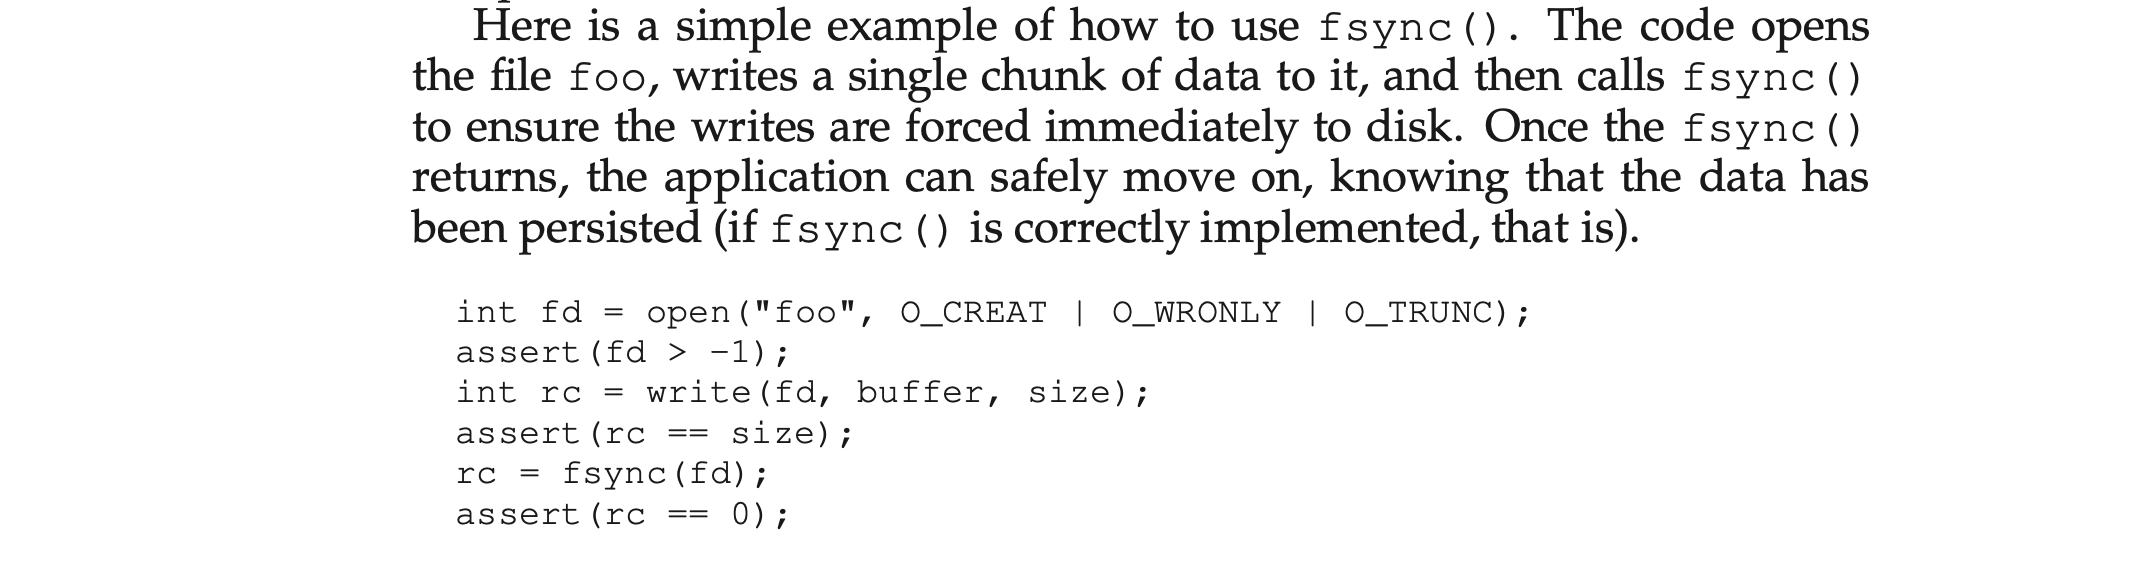 Here is a simple example of how to use fsync(). The code opens
the file foo, writes a single chunk of data to it, and then calls fsync()
to ensure the writes are forced immediately to disk. Once the fsync()
returns, the application can safely move on, knowing that the data has
been persisted (if fsync() is correctly implemented, that is).
int fd = open("foo", O_CREAT | O_WRONLY | O_TRUNC);
assert(fd > -1);
int rc = write(fd, buffer, size);
assert(rc == size);
rc = fsync(fd);
assert(rc == 0);